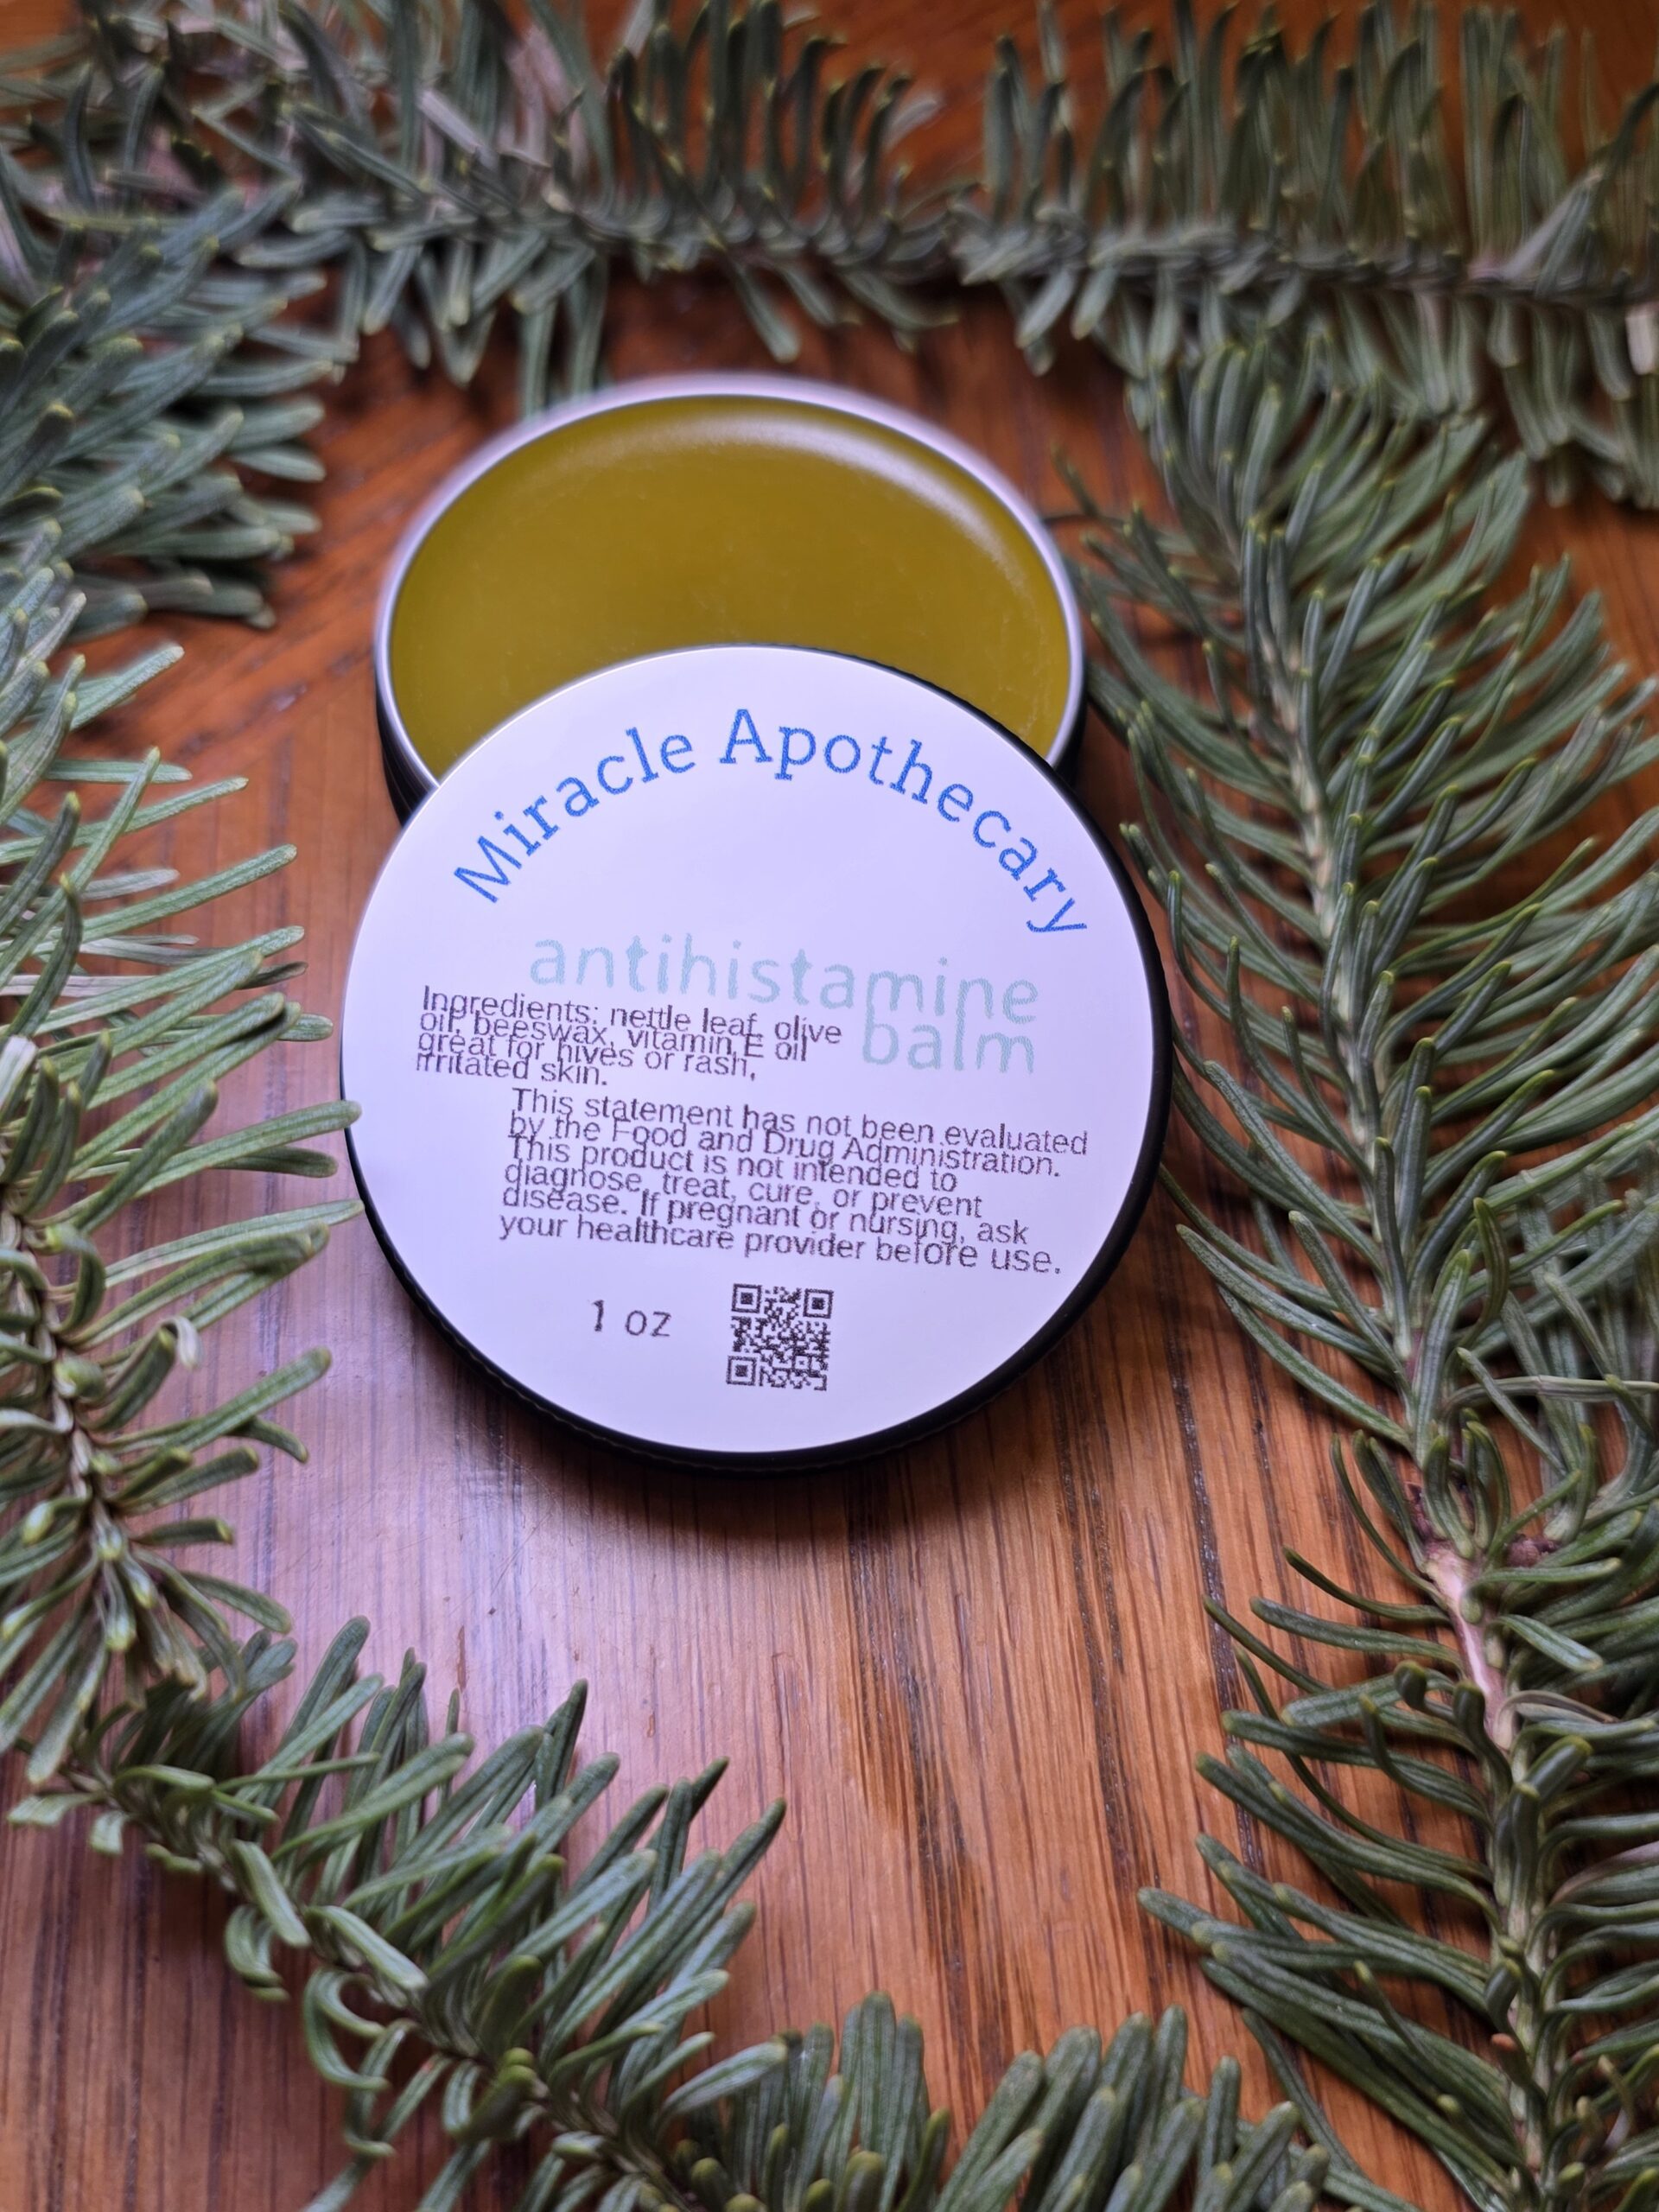 Miracle Apothecary
antihistamine
balm
Ingredients: nettle leaf, olive
oil, beeswax, vitamin E oil
great for hives or rash,
irritated skin.
This statement has not been evaluated
by the Food and Drug Administration.
This product is not intended to
diagnose, treat, cure, or prevent
disease. If pregnant or nursing, ask
your healthcare provider before use.
1 oz